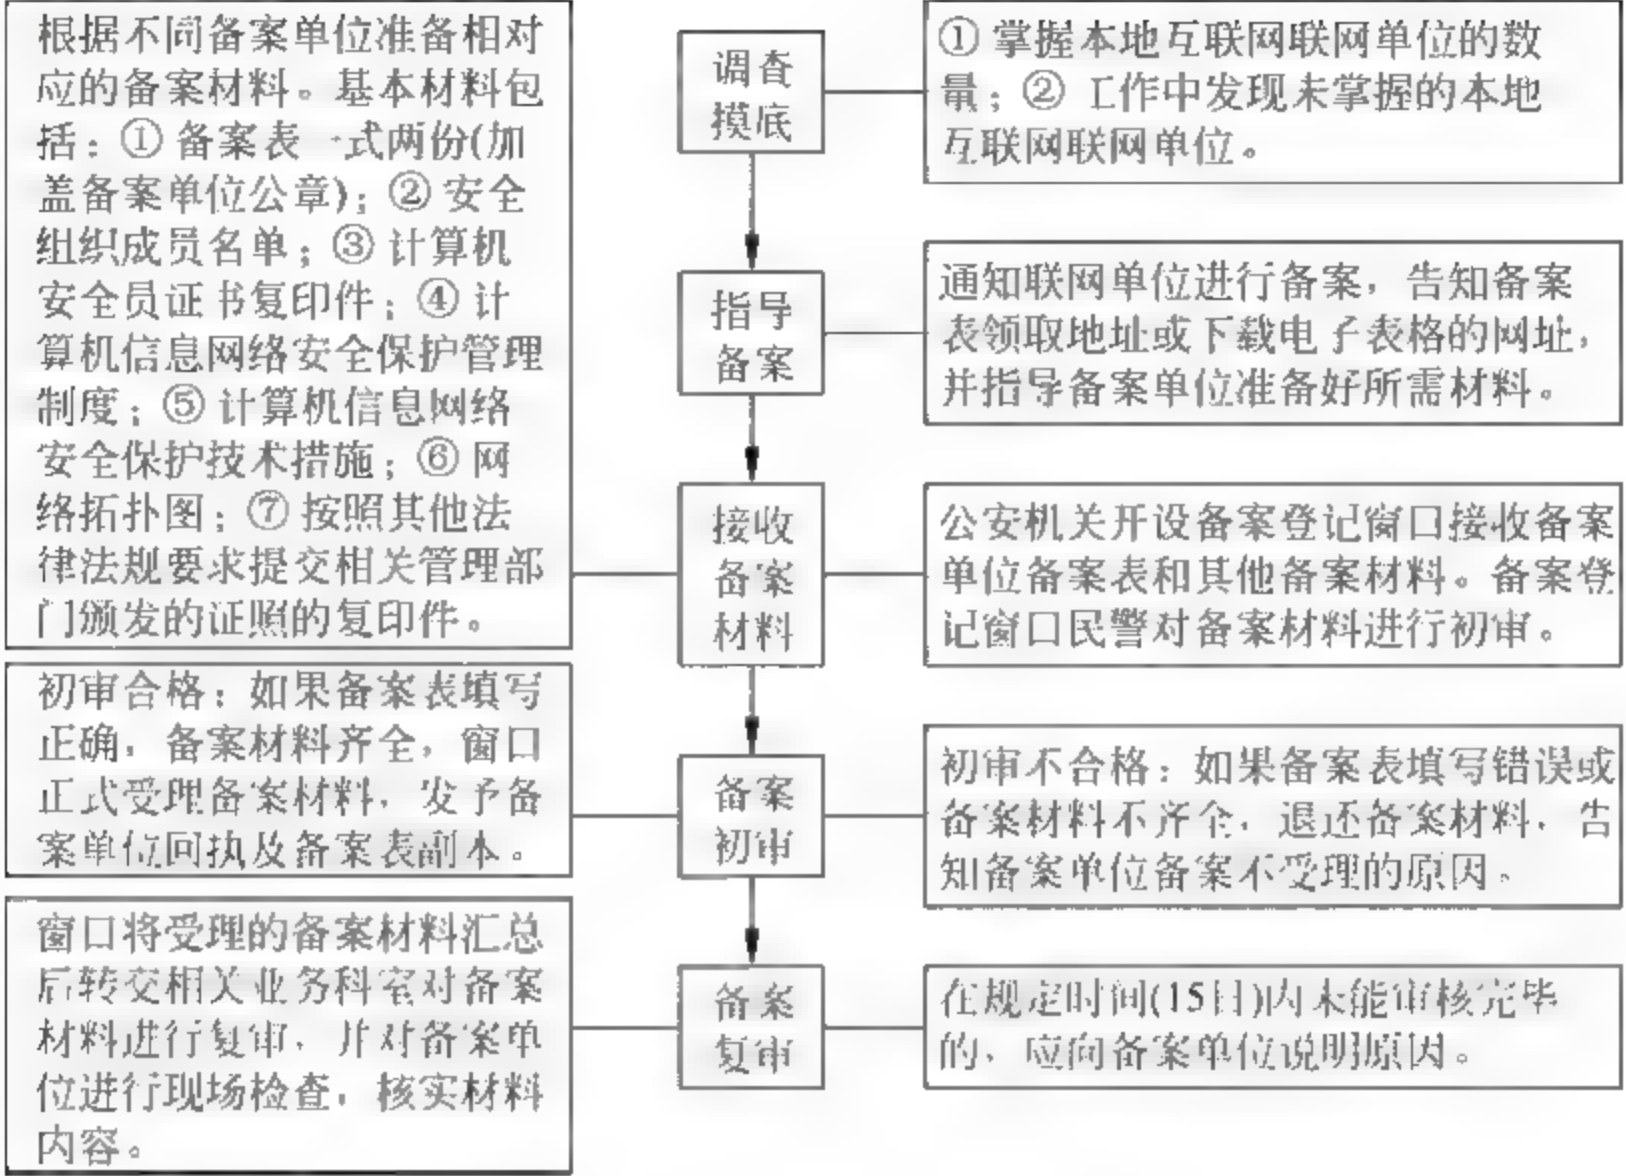 根据不同备案单位准备相对
应的备案材料。基本材料包
括：① 备案表一式两份(加
盖备案单位公章)；② 安全
组织成员名单；③ 计算机
安全员证书复印件；④ 计
算机信息网络安全保护管理
制度；⑤ 计算机信息网络
安全保护技术措施；⑥ 网
络拓扑图；⑦ 按照其他法
律法规要求提交相关管理部
门颁发的证照的复印件。
调查
摸底
① 掌握本地互联网联网单位的数
量；② 工作中发现未掌握的本地
互联网联网单位。
指导
备案
通知联网单位进行备案，告知备案
表领取地址或下载电子表格的网址，
并指导备案单位准备好所需材料。
接收
备案
材料
公安机关开设备案登记窗口接收备案
单位备案表和其他备案材料。备案登
记窗口民警对备案材料进行初审。
初审合格：如果备案表填写
正确，备案材料齐全，窗口
正式受理备案材料，发予备
案单位回执及备案表副本。
备案
初审
初审不合格：如果备案表填写错误或
备案材料不齐全，退还备案材料，告
知备案单位备案不受理的原因。
窗口将受理的备案材料汇总
后转交相关业务科室对备案
材料进行复审，并对备案单
位进行现场检查，核实材料
内容。
备案
复审
在规定时间(15日)内未能审核完毕
的，应向备案单位说明原因。